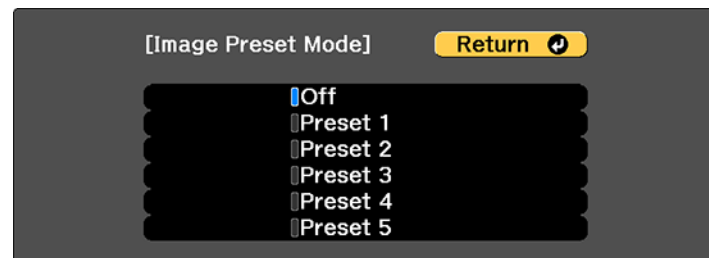 [Image Preset Mode] Return
Off
Preset 1
Preset 2
Preset 3
Preset 4
Preset 5